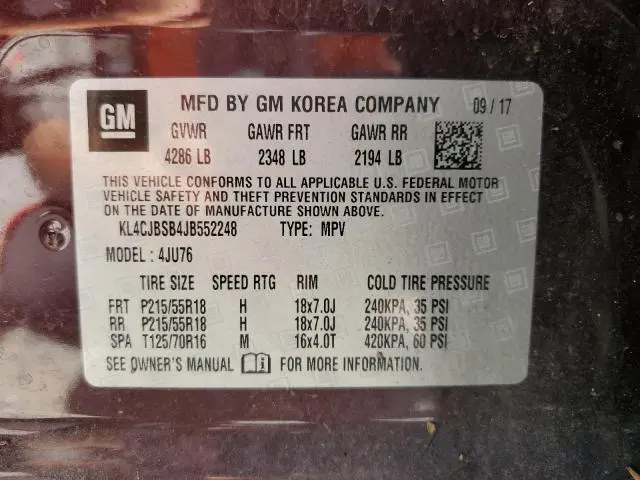 GM
MFD BY GM KOREA COMPANY 09/17
GVWR GAWR FRT GAWR RR
4286 LB 2348 LB 2194 LB
THIS VEHICLE CONFORMS TO ALL APPLICABLE U.S. FEDERAL MOTOR
VEHICLE SAFETY AND THEFT PREVENTION STANDARDS IN EFFECT
ON THE DATE OF MANUFACTURE SHOWN ABOVE.
KL4CJBSB4JB552248 TYPE: MPV
MODEL : 4JU76
TIRE SIZE SPEED RTG RIM COLD TIRE PRESSURE
FRT P215/55R18 H 18x7.0J 240KPA, 35 PSI
RR P215/55R18 H 18x7.0J 240KPA, 35 PSI
SPA T125/70R16 M 16x4.0T 420KPA, 60 PSI
SEE OWNER'S MANUAL FOR MORE INFORMATION.